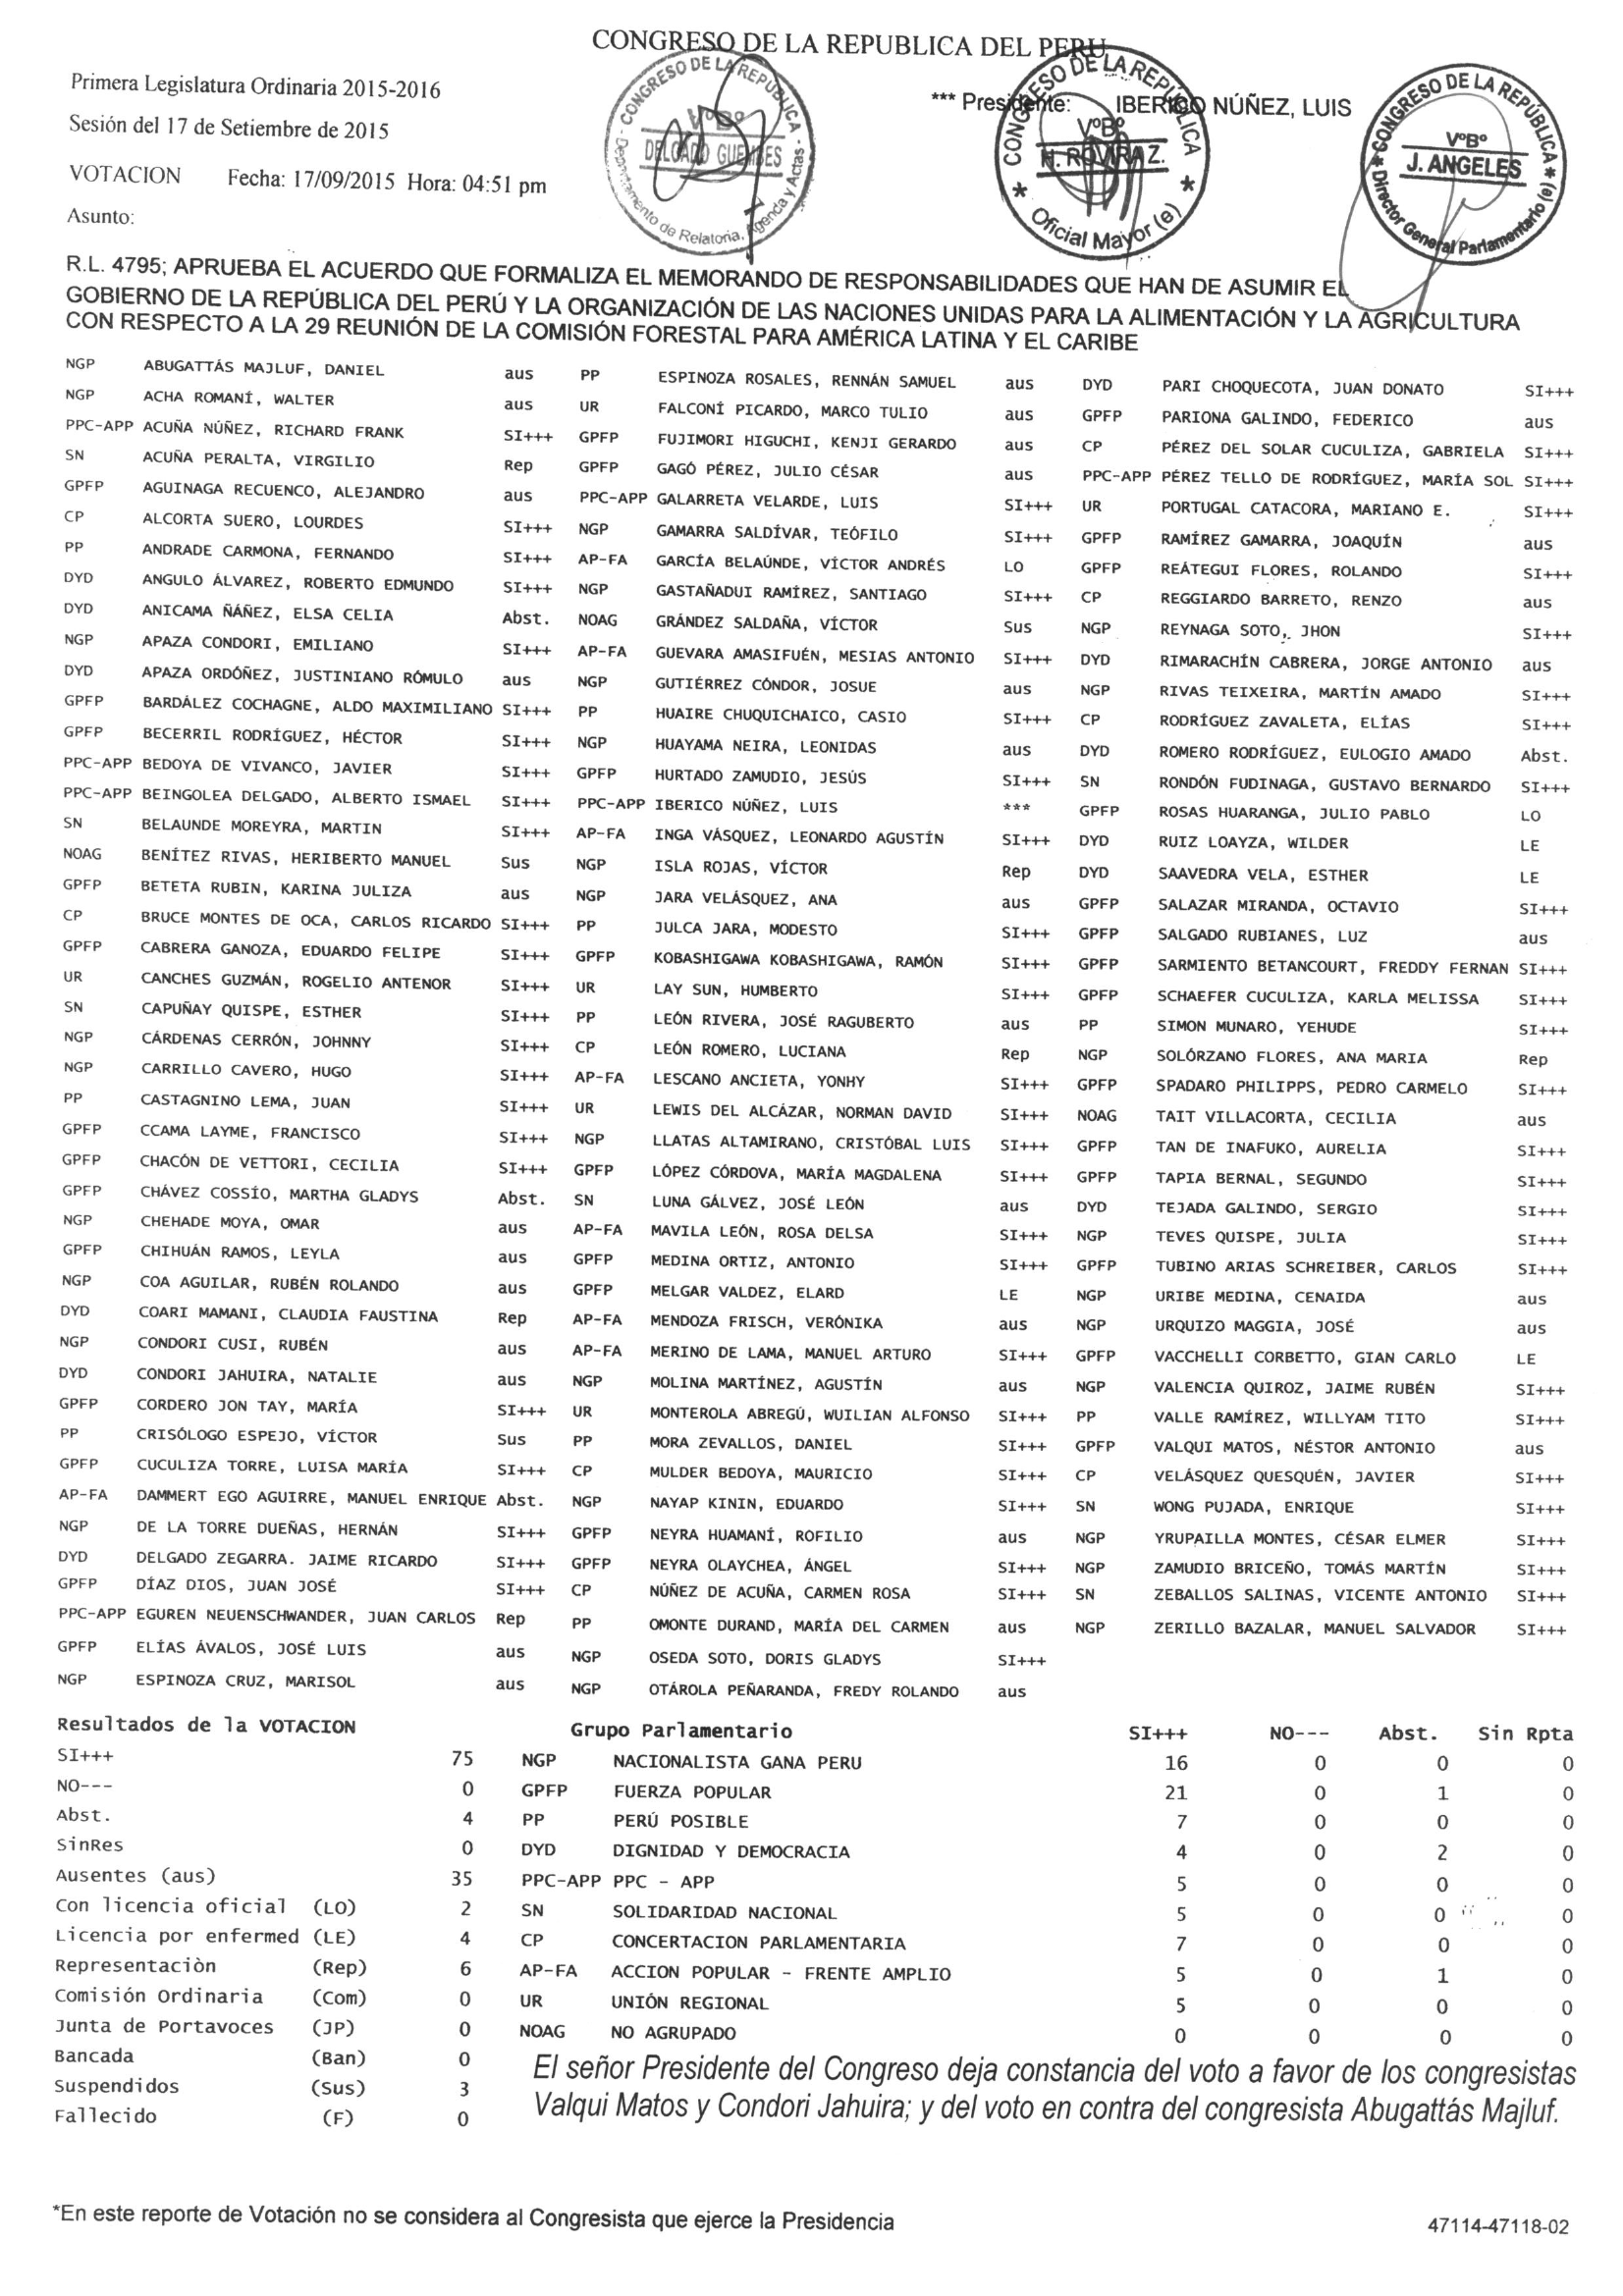 CONGRESO DE LA REPUBLICA DEL PERU
Primera Legislatura Ordinaria 2015-2016
*** Presidente: IBERICO NÚÑEZ, LUIS
Sesión del 17 de Setiembre de 2015
VOTACION Fecha: 17/09/2015 Hora: 04:51 pm
Asunto:
CONGRESO DE LA REPUBLICA
VºBº
DELGADO GUEMBES
Departamento de Relatoria, Agenda y Actas
CONGRESO DE LA REPÚBLICA
VºBº
H. ROVIRA Z.
Oficial Mayor (e)
CONGRESO DE LA REPÚBLICA
VºBº
J. ANGELES
Director General Parlamentario (e)
R.L. 4795; APRUEBA EL ACUERDO QUE FORMALIZA EL MEMORANDO DE RESPONSABILIDADES QUE HAN DE ASUMIR EL
GOBIERNO DE LA REPÚBLICA DEL PERÚ Y LA ORGANIZACIÓN DE LAS NACIONES UNIDAS PARA LA ALIMENTACIÓN Y LA AGRICULTURA
CON RESPECTO A LA 29 REUNIÓN DE LA COMISIÓN FORESTAL PARA AMÉRICA LATINA Y EL CARIBE
NGP ABUGATTÁS MAJLUF, DANIEL aus PP ESPINOZA ROSALES, RENNÁN SAMUEL aus DYD PARI CHOQUECOTA, JUAN DONATO SI+++
NGP ACHA ROMANÍ, WALTER aus UR FALCONÍ PICARDO, MARCO TULIO aus GPFP PARIONA GALINDO, FEDERICO aus
PPC-APP ACUÑA NÚÑEZ, RICHARD FRANK SI+++ GPFP FUJIMORI HIGUCHI, KENJI GERARDO aus CP PÉREZ DEL SOLAR CUCULIZA, GABRIELA SI+++
SN ACUÑA PERALTA, VIRGILIO Rep GPFP GAGÓ PÉREZ, JULIO CÉSAR aus PPC-APP PÉREZ TELLO DE RODRÍGUEZ, MARÍA SOL SI+++
GPFP AGUINAGA RECUENCO, ALEJANDRO aus PPC-APP GALARRETA VELARDE, LUIS SI+++ UR PORTUGAL CATACORA, MARIANO E. SI+++
CP ALCORTA SUERO, LOURDES SI+++ NGP GAMARRA SALDÍVAR, TEÓFILO SI+++ GPFP RAMÍREZ GAMARRA, JOAQUÍN aus
PP ANDRADE CARMONA, FERNANDO SI+++ AP-FA GARCÍA BELAÚNDE, VÍCTOR ANDRÉS LO GPFP REÁTEGUI FLORES, ROLANDO SI+++
DYD ANGULO ÁLVAREZ, ROBERTO EDMUNDO SI+++ NGP GASTAÑADUI RAMÍREZ, SANTIAGO SI+++ CP REGGIARDO BARRETO, RENZO aus
DYD ANICAMA ÑÁÑEZ, ELSA CELIA Abst. NOAG GRÁNDEZ SALDAÑA, VÍCTOR Sus NGP REYNAGA SOTO, JHON SI+++
NGP APAZA CONDORI, EMILIANO SI+++ AP-FA GUEVARA AMASIFUÉN, MESIAS ANTONIO SI+++ DYD RIMARACHÍN CABRERA, JORGE ANTONIO aus
DYD APAZA ORDÓÑEZ, JUSTINIANO RÓMULO aus NGP GUTIÉRREZ CÓNDOR, JOSUE aus NGP RIVAS TEIXEIRA, MARTÍN AMADO SI+++
GPFP BARDÁLEZ COCHAGNE, ALDO MAXIMILIANO SI+++ PP HUAIRE CHUQUICHAICO, CASIO SI+++ CP RODRÍGUEZ ZAVALETA, ELÍAS SI+++
GPFP BECERRIL RODRÍGUEZ, HÉCTOR SI+++ NGP HUAYAMA NEIRA, LEONIDAS aus DYD ROMERO RODRÍGUEZ, EULOGIO AMADO Abst.
PPC-APP BEDOYA DE VIVANCO, JAVIER SI+++ GPFP HURTADO ZAMUDIO, JESÚS SI+++ SN RONDÓN FUDINAGA, GUSTAVO BERNARDO SI+++
PPC-APP BEINGOLEA DELGADO, ALBERTO ISMAEL SI+++ PPC-APP IBERICO NÚÑEZ, LUIS *** GPFP ROSAS HUARANGA, JULIO PABLO LO
SN BELAUNDE MOREYRA, MARTIN SI+++ AP-FA INGA VÁSQUEZ, LEONARDO AGUSTÍN SI+++ DYD RUIZ LOAYZA, WILDER LE
NOAG BENÍTEZ RIVAS, HERIBERTO MANUEL Sus NGP ISLA ROJAS, VÍCTOR Rep DYD SAAVEDRA VELA, ESTHER LE
GPFP BETETA RUBIN, KARINA JULIZA aus NGP JARA VELÁSQUEZ, ANA aus GPFP SALAZAR MIRANDA, OCTAVIO SI+++
CP BRUCE MONTES DE OCA, CARLOS RICARDO SI+++ PP JULCA JARA, MODESTO SI+++ GPFP SALGADO RUBIANES, LUZ aus
GPFP CABRERA GANOZA, EDUARDO FELIPE SI+++ GPFP KOBASHIGAWA KOBASHIGAWA, RAMÓN SI+++ GPFP SARMIENTO BETANCOURT, FREDDY FERNAN SI+++
UR CANCHES GUZMÁN, ROGELIO ANTENOR SI+++ UR LAY SUN, HUMBERTO SI+++ GPFP SCHAEFER CUCULIZA, KARLA MELISSA SI+++
SN CAPUÑAY QUISPE, ESTHER SI+++ PP LEÓN RIVERA, JOSÉ RAGUBERTO aus PP SIMON MUNARO, YEHUDE SI+++
NGP CÁRDENAS CERRÓN, JOHNNY SI+++ CP LEÓN ROMERO, LUCIANA Rep NGP SOLÓRZANO FLORES, ANA MARIA Rep
NGP CARRILLO CAVERO, HUGO SI+++ AP-FA LESCANO ANCIETA, YONHY SI+++ GPFP SPADARO PHILIPPS, PEDRO CARMELO SI+++
PP CASTAGNINO LEMA, JUAN SI+++ UR LEWIS DEL ALCÁZAR, NORMAN DAVID SI+++ NOAG TAIT VILLACORTA, CECILIA aus
GPFP CCAMA LAYME, FRANCISCO SI+++ NGP LLATAS ALTAMIRANO, CRISTÓBAL LUIS SI+++ GPFP TAN DE INAFUKO, AURELIA SI+++
GPFP CHACÓN DE VETTORI, CECILIA SI+++ GPFP LÓPEZ CÓRDOVA, MARÍA MAGDALENA SI+++ GPFP TAPIA BERNAL, SEGUNDO SI+++
GPFP CHÁVEZ COSSÍO, MARTHA GLADYS Abst. SN LUNA GÁLVEZ, JOSÉ LEÓN aus DYD TEJADA GALINDO, SERGIO SI+++
NGP CHEHADE MOYA, OMAR aus AP-FA MAVILA LEÓN, ROSA DELSA SI+++ NGP TEVES QUISPE, JULIA SI+++
GPFP CHIHUÁN RAMOS, LEYLA aus GPFP MEDINA ORTIZ, ANTONIO SI+++ GPFP TUBINO ARIAS SCHREIBER, CARLOS SI+++
NGP COA AGUILAR, RUBÉN ROLANDO aus GPFP MELGAR VALDEZ, ELARD LE NGP URIBE MEDINA, CENAIDA aus
DYD COARI MAMANI, CLAUDIA FAUSTINA Rep AP-FA MENDOZA FRISCH, VERÓNIKA aus NGP URQUIZO MAGGIA, JOSÉ aus
NGP CONDORI CUSI, RUBÉN aus AP-FA MERINO DE LAMA, MANUEL ARTURO SI+++ GPFP VACCHELLI CORBETTO, GIAN CARLO LE
DYD CONDORI JAHUIRA, NATALIE aus NGP MOLINA MARTÍNEZ, AGUSTÍN aus NGP VALENCIA QUIROZ, JAIME RUBÉN SI+++
GPFP CORDERO JON TAY, MARÍA SI+++ UR MONTEROLA ABREGÚ, WUILIAN ALFONSO SI+++ PP VALLE RAMÍREZ, WILLYAM TITO SI+++
PP CRISÓLOGO ESPEJO, VÍCTOR Sus PP MORA ZEVALLOS, DANIEL SI+++ GPFP VALQUI MATOS, NÉSTOR ANTONIO aus
GPFP CUCULIZA TORRE, LUISA MARÍA SI+++ CP MULDER BEDOYA, MAURICIO SI+++ CP VELÁSQUEZ QUESQUÉN, JAVIER SI+++
AP-FA DAMMERT EGO AGUIRRE, MANUEL ENRIQUE Abst. NGP NAYAP KININ, EDUARDO SI+++ SN WONG PUJADA, ENRIQUE SI+++
NGP DE LA TORRE DUEÑAS, HERNÁN SI+++ GPFP NEYRA HUAMANÍ, ROFILIO aus NGP YRUPAILLA MONTES, CÉSAR ELMER SI+++
DYD DELGADO ZEGARRA. JAIME RICARDO SI+++ GPFP NEYRA OLAYCHEA, ÁNGEL SI+++ NGP ZAMUDIO BRICEÑO, TOMÁS MARTÍN SI+++
GPFP DÍAZ DIOS, JUAN JOSÉ SI+++ CP NÚÑEZ DE ACUÑA, CARMEN ROSA SI+++ SN ZEBALLOS SALINAS, VICENTE ANTONIO SI+++
PPC-APP EGUREN NEUENSCHWANDER, JUAN CARLOS Rep PP OMONTE DURAND, MARÍA DEL CARMEN aus NGP ZERILLO BAZALAR, MANUEL SALVADOR SI+++
GPFP ELÍAS ÁVALOS, JOSÉ LUIS aus NGP OSEDA SOTO, DORIS GLADYS SI+++
NGP ESPINOZA CRUZ, MARISOL aus NGP OTÁROLA PEÑARANDA, FREDY ROLANDO aus
Resultados de la VOTACION Grupo Parlamentario SI+++ NO--- Abst. Sin Rpta
SI+++ 75 NGP NACIONALISTA GANA PERU 16 0 0 0
NO--- 0 GPFP FUERZA POPULAR 21 0 1 0
Abst. 4 PP PERÚ POSIBLE 7 0 0 0
SinRes 0 DYD DIGNIDAD Y DEMOCRACIA 4 0 2 0
Ausentes (aus) 35 PPC-APP PPC - APP 5 0 0 0
Con licencia oficial (LO) 2 SN SOLIDARIDAD NACIONAL 5 0 0 0
Licencia por enfermed (LE) 4 CP CONCERTACION PARLAMENTARIA 7 0 0 0
Representaciòn (Rep) 6 AP-FA ACCION POPULAR - FRENTE AMPLIO 5 0 1 0
Comisión Ordinaria (Com) 0 UR UNIÓN REGIONAL 5 0 0 0
Junta de Portavoces (JP) 0 NOAG NO AGRUPADO 0 0 0 0
Bancada (Ban) 0
Suspendidos (Sus) 3
Fallecido (F) 0
El señor Presidente del Congreso deja constancia del voto a favor de los congresistas
Valqui Matos y Condori Jahuira; y del voto en contra del congresista Abugattás Majluf.
*En este reporte de Votación no se considera al Congresista que ejerce la Presidencia
47114-47118-02